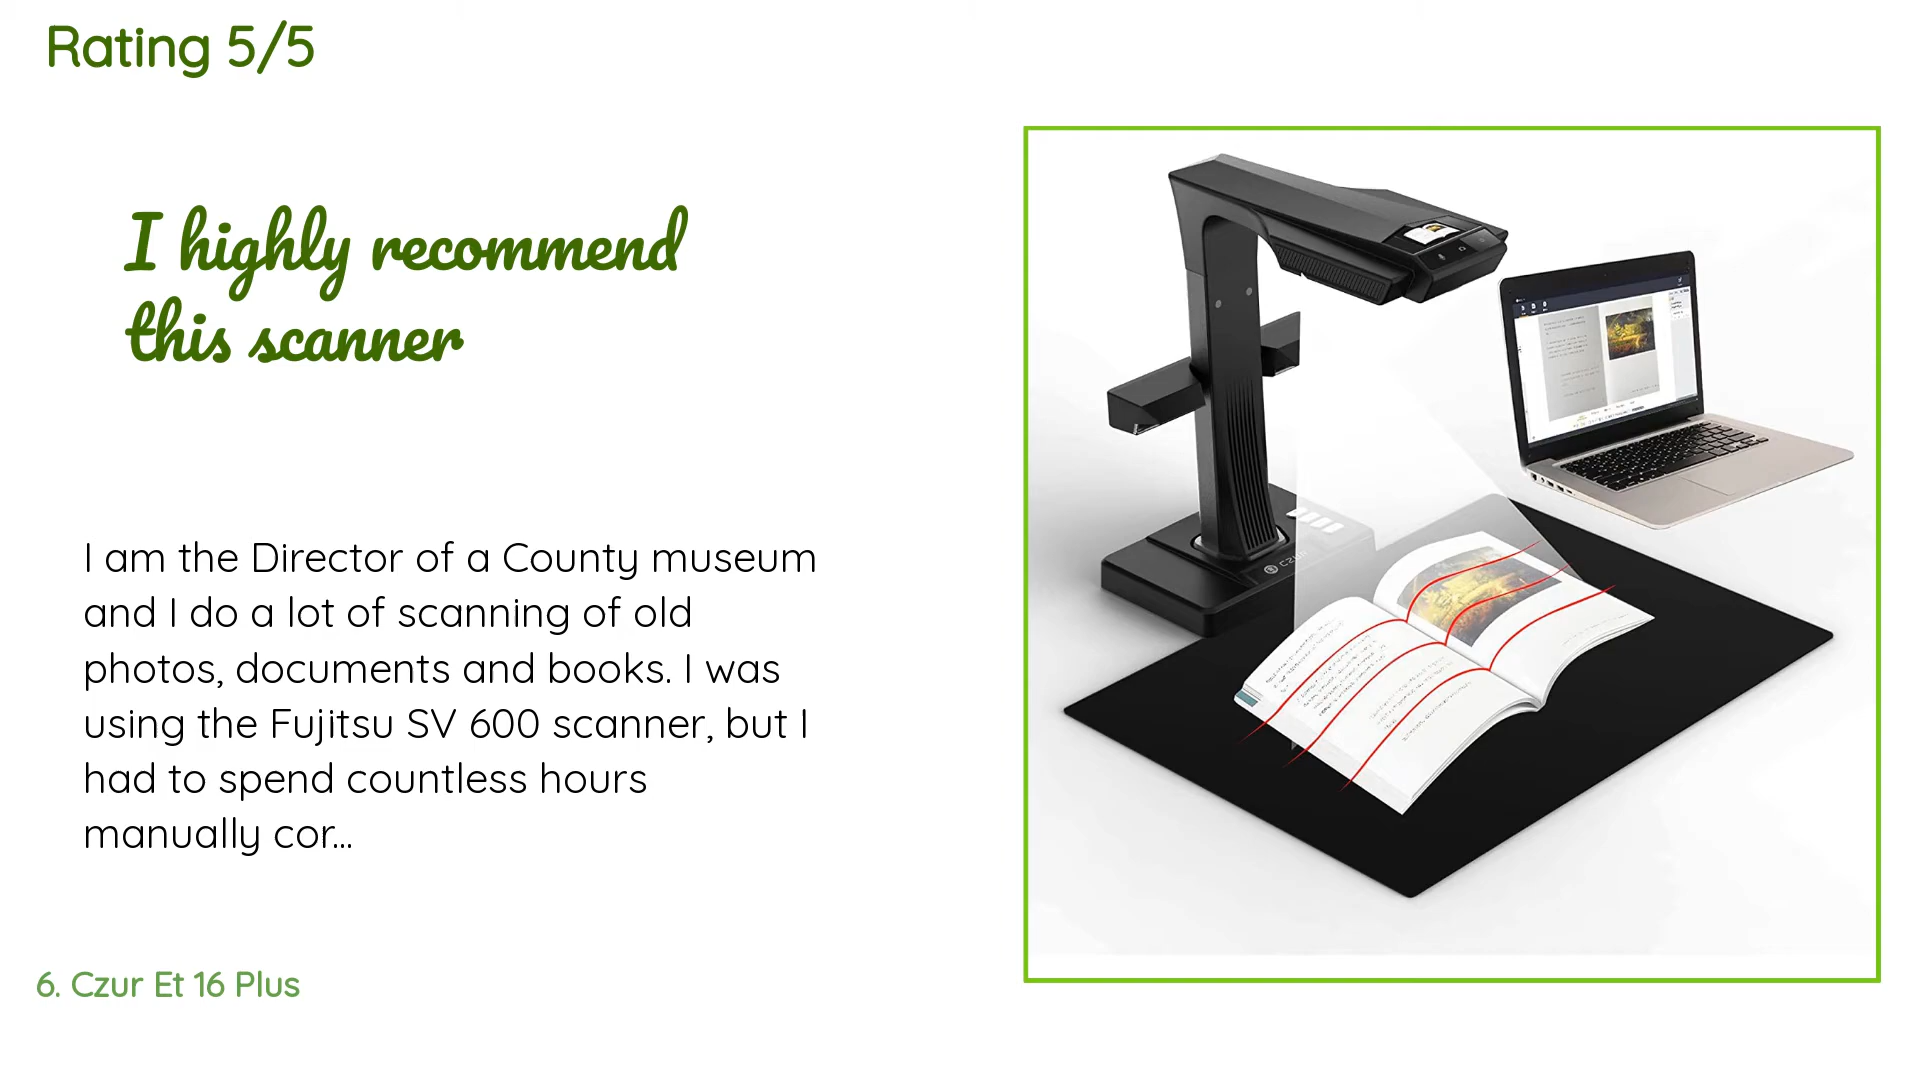 Rating 5/5
I highly recommend
this scanner
I am the Director of a County museum
and I do a lot of scanning of old
photos, documents and books. I was
using the Fujitsu SV 600 scanner, but I
had to spend countless hours
manually cor...
6. Czur Et 16 Plus